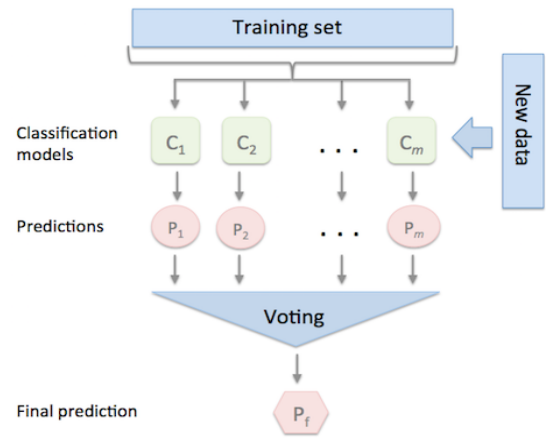 Training set
New data
Classification
models
C1 C2 . . . Cm
Predictions
P1 P2 . . . Pm
Voting
Final prediction
Pf